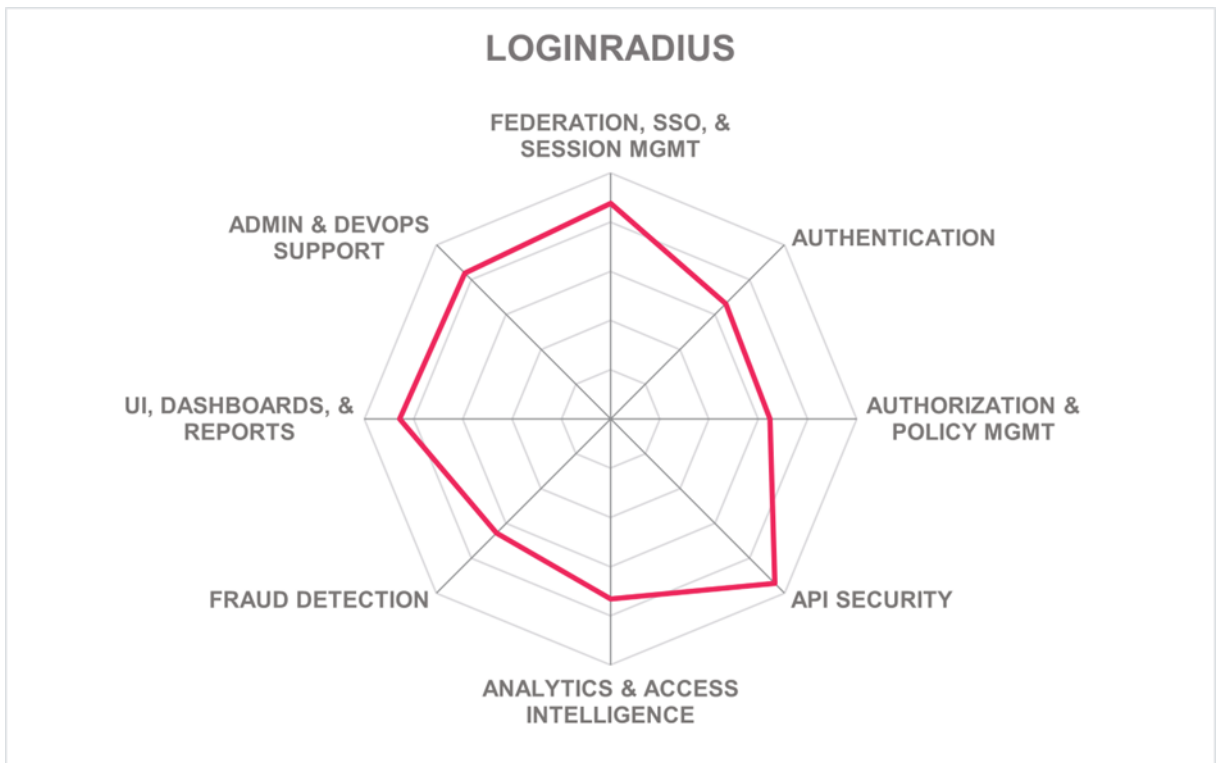 LOGINRADIUS
FEDERATION, SSO, &
SESSION MGMT
ADMIN & DEVOPS
SUPPORT
AUTHENTICATION
UI, DASHBOARDS, &
REPORTS
AUTHORIZATION &
POLICY MGMT
FRAUD DETECTION
API SECURITY
ANALYTICS & ACCESS
INTELLIGENCE